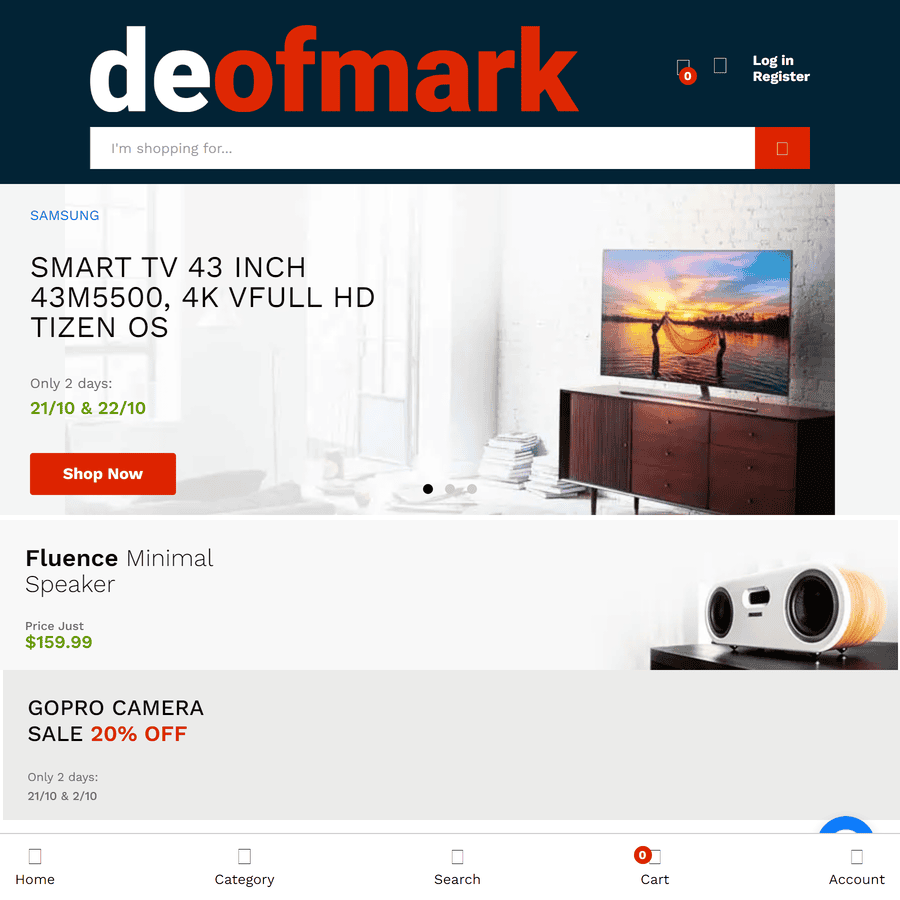 deofmark
0
Log in
Register
I'm shopping for...
SAMSUNG
SMART TV 43 INCH
43M5500, 4K VFULL HD
TIZEN OS
Only 2 days:
21/10 & 22/10
Shop Now
Fluence Minimal
Speaker
Price Just
$159.99
GOPRO CAMERA
SALE 20% OFF
Only 2 days:
21/10 & 2/10
0
Home
Category
Search
Cart
Account